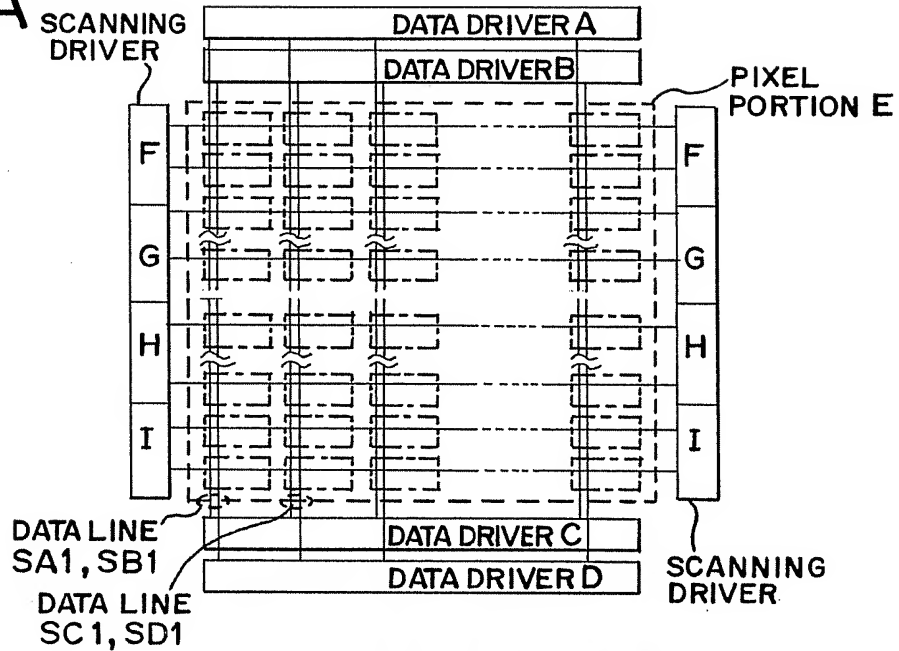 A
SCANNING
DRIVER
DATA DRIVER A
DATA DRIVER B
PIXEL
PORTION E
F
F
G
G
H
H
I
I
DATA LINE
SA1, SB1
DATA DRIVER C
DATA DRIVER D
DATA LINE
SC1, SD1
SCANNING
DRIVER